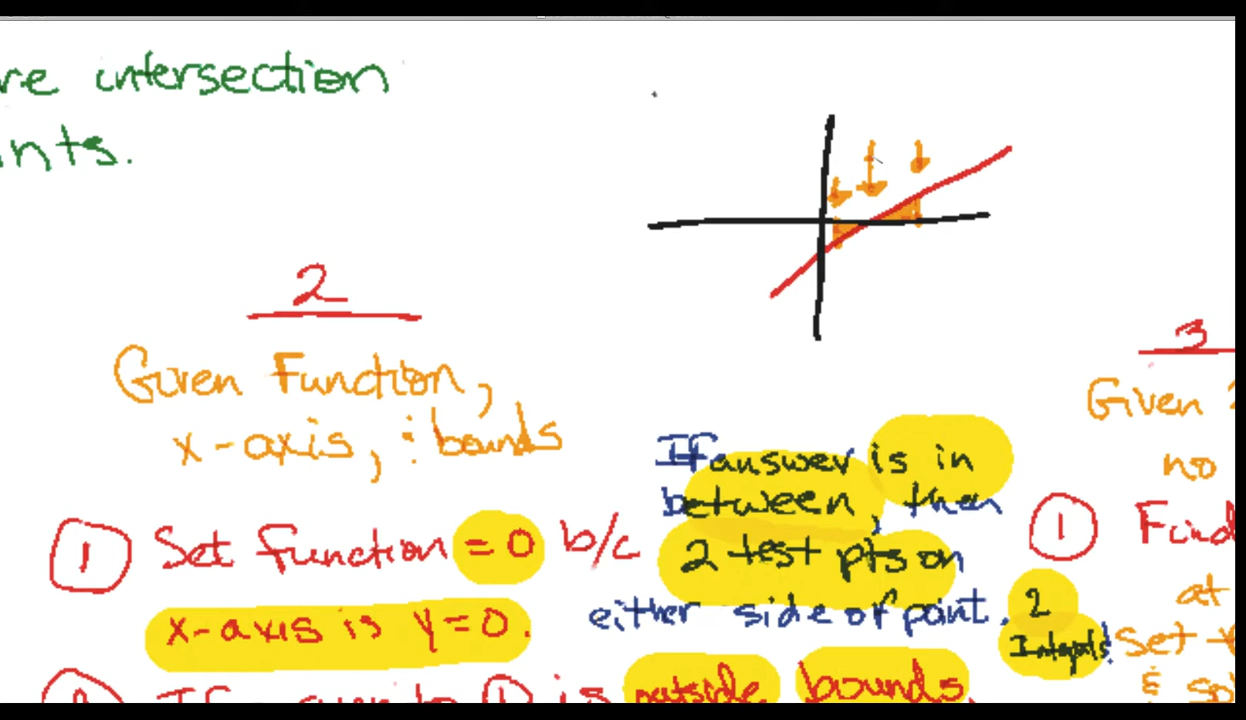 re intersection
nts.
2
Given Function,
x-axis, & bounds
① Set function = 0 b/c
x-axis is y=0.
is outside bounds,
If answer is in
between, then
2 test pts on
either side of point.
2
Integrals!
3
Given
no
① Find
at
Set
& so